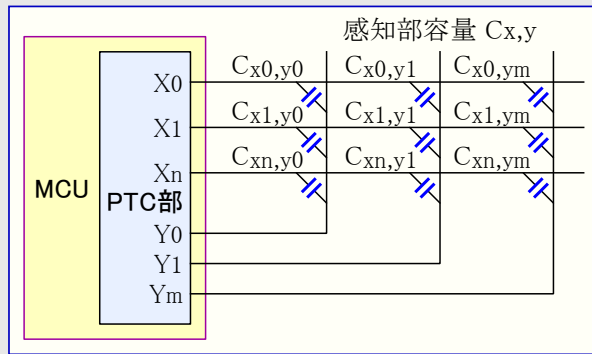 感知部容量 Cx,y
Cx0,y0 Cx0,y1 Cx0,ym
X0
Cx1,y0 Cx1,y1 Cx1,ym
X1
Cxn,y0 Cxn,y1 Cxn,ym
Xn
MCU
PTC部
Y0
Y1
Ym